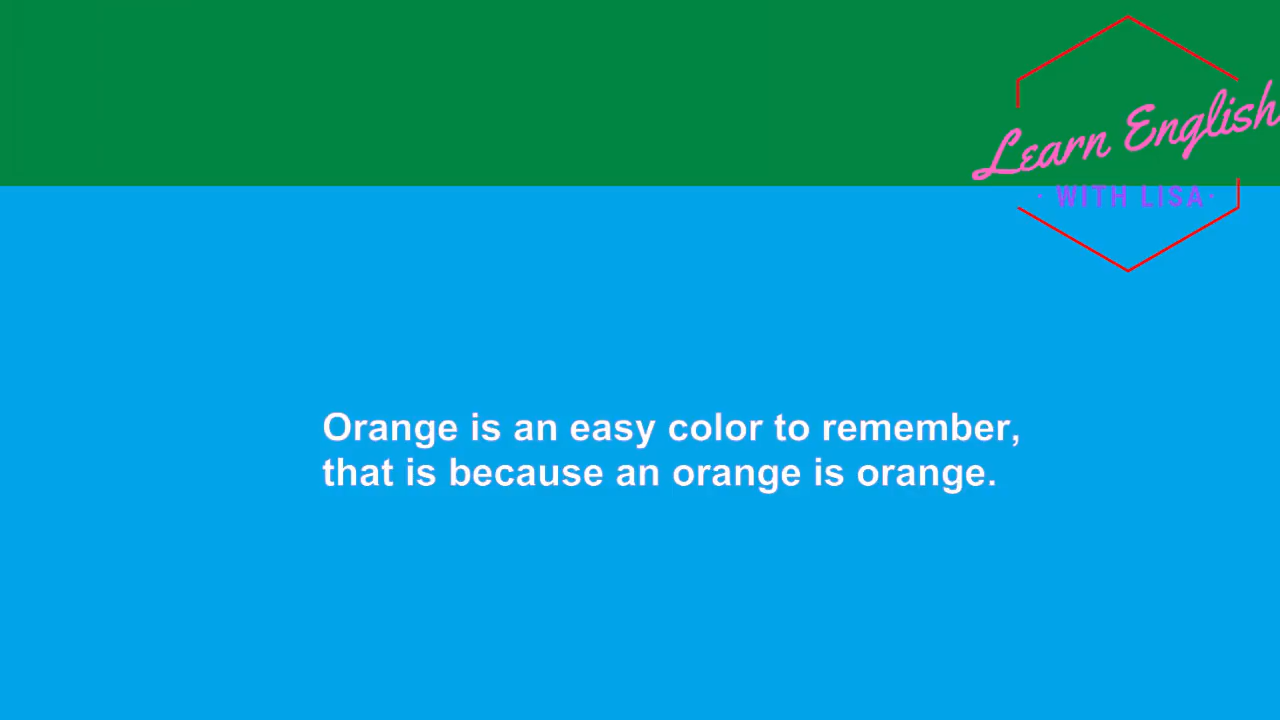 Learn English
· WITH LISA ·
Orange is an easy color to remember,
that is because an orange is orange.